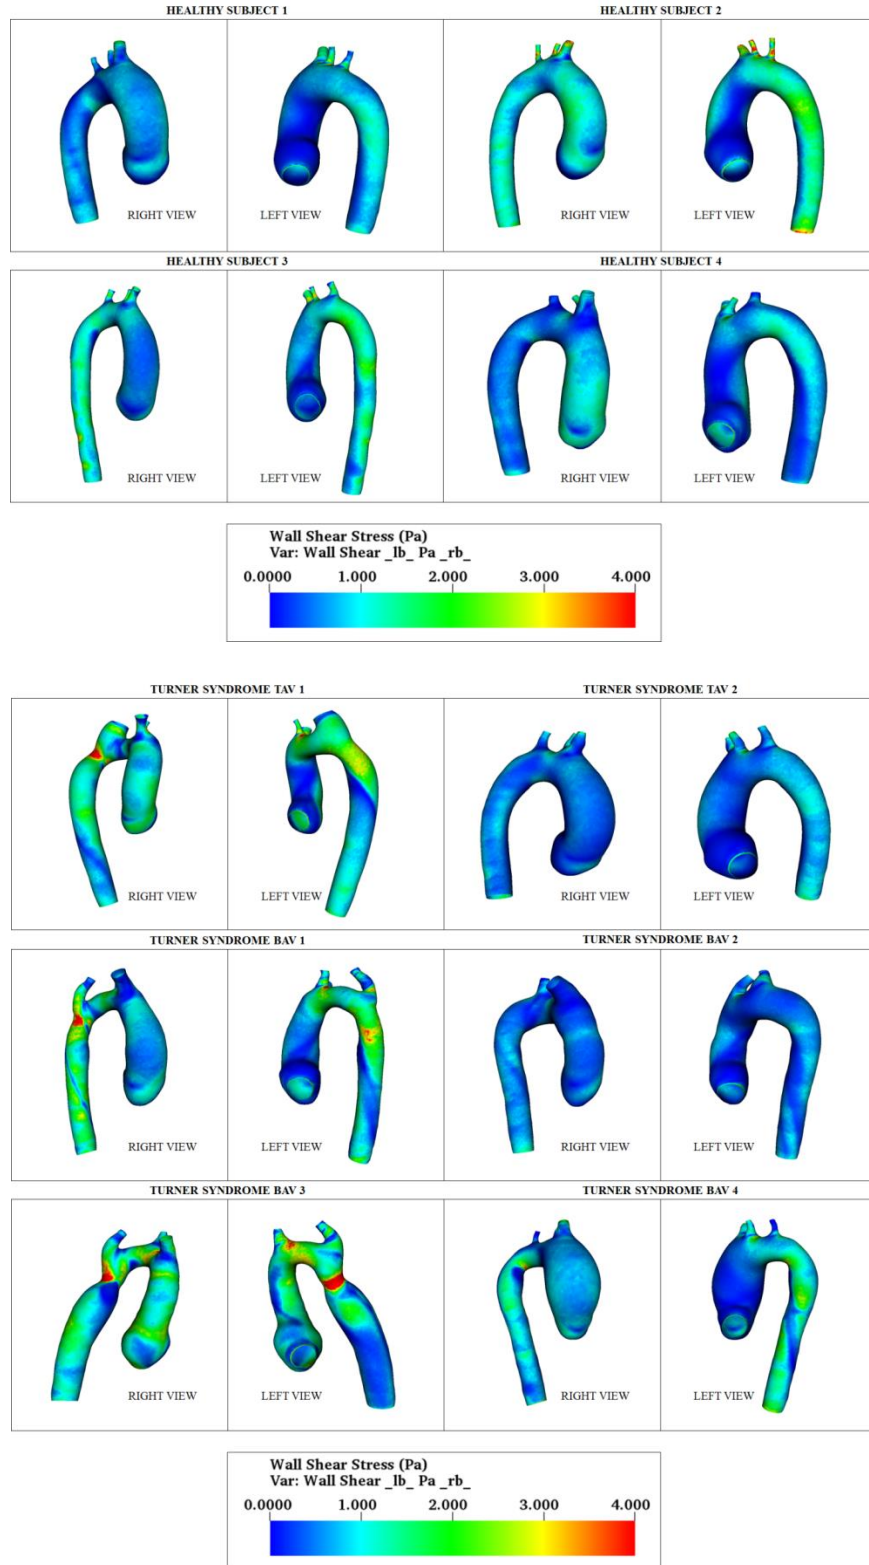 HEALTHY SUBJECT 1
HEALTHY SUBJECT 2
RIGHT VIEW
LEFT VIEW
RIGHT VIEW
LEFT VIEW
HEALTHY SUBJECT 3
HEALTHY SUBJECT 4
RIGHT VIEW
LEFT VIEW
RIGHT VIEW
LEFT VIEW
Wall Shear Stress (Pa)
Var: Wall Shear _lb_ Pa _rb_
0.0000 1.000 2.000 3.000 4.000
TURNER SYNDROME TAV 1
TURNER SYNDROME TAV 2
RIGHT VIEW
LEFT VIEW
RIGHT VIEW
LEFT VIEW
TURNER SYNDROME BAV 1
TURNER SYNDROME BAV 2
RIGHT VIEW
LEFT VIEW
RIGHT VIEW
LEFT VIEW
TURNER SYNDROME BAV 3
TURNER SYNDROME BAV 4
RIGHT VIEW
LEFT VIEW
RIGHT VIEW
LEFT VIEW
Wall Shear Stress (Pa)
Var: Wall Shear _lb_ Pa _rb_
0.0000 1.000 2.000 3.000 4.000